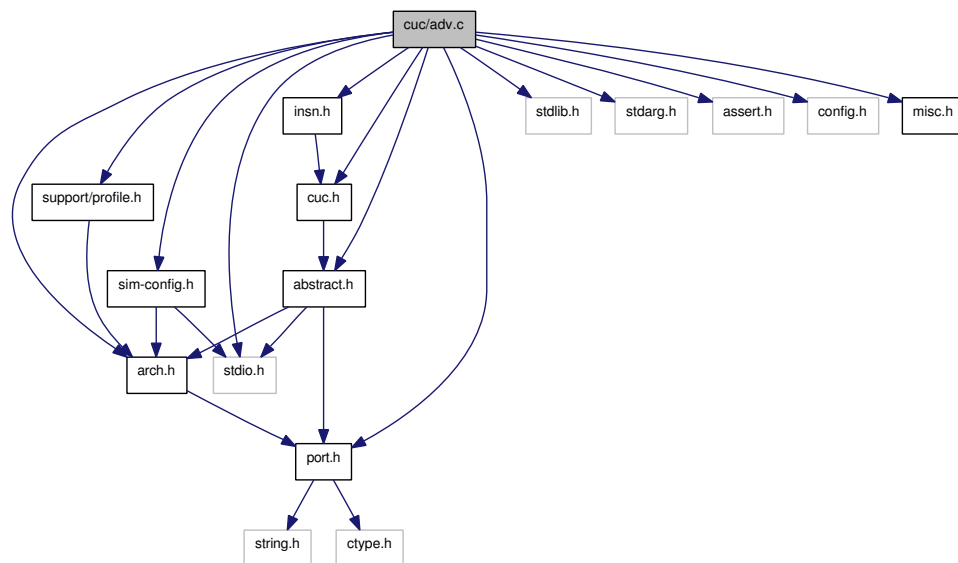 cuc/adv.c
insn.h
stdlib.h
stdarg.h
assert.h
config.h
misc.h
support/profile.h
cuc.h
sim-config.h
abstract.h
arch.h
stdio.h
port.h
string.h
ctype.h